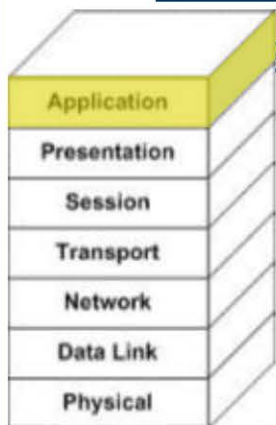 Application
Presentation
Session
Transport
Network
Data Link
Physical